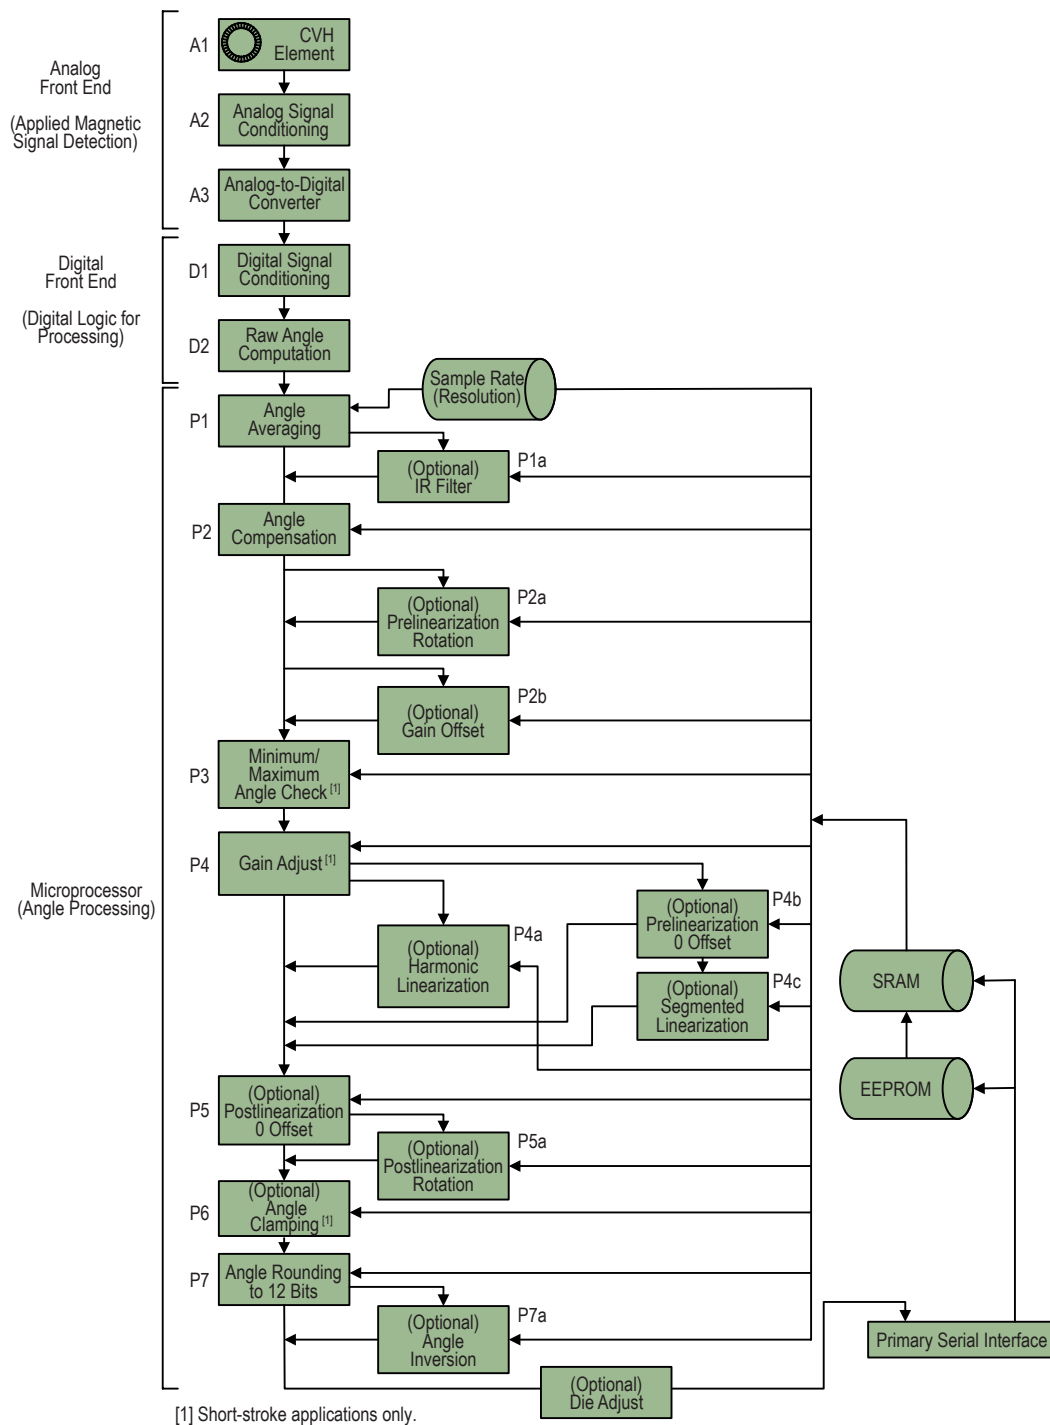 A1
CVH
Element
Analog
Front End
(Applied Magnetic
Signal Detection)
A2
Analog Signal
Conditioning
A3
Analog-to-Digital
Converter
Digital
Front End
(Digital Logic for
Processing)
D1
Digital Signal
Conditioning
D2
Raw Angle
Computation
Sample Rate
(Resolution)
P1
Angle
Averaging
P1a
(Optional)
IR Filter
P2
Angle
Compensation
P2a
(Optional)
Prelinearization
Rotation
P2b
(Optional)
Gain Offset
P3
Minimum/
Maximum
Angle Check [1]
P4
Gain Adjust [1]
Microprocessor
(Angle Processing)
P4b
(Optional)
Prelinearization
0 Offset
P4a
(Optional)
Harmonic
Linearization
P4c
(Optional)
Segmented
Linearization
SRAM
EEPROM
P5
(Optional)
Postlinearization
0 Offset
P5a
(Optional)
Postlinearization
Rotation
P6
(Optional)
Angle
Clamping [1]
P7
Angle Rounding
to 12 Bits
P7a
(Optional)
Angle
Inversion
Primary Serial Interface
(Optional)
Die Adjust
[1] Short-stroke applications only.